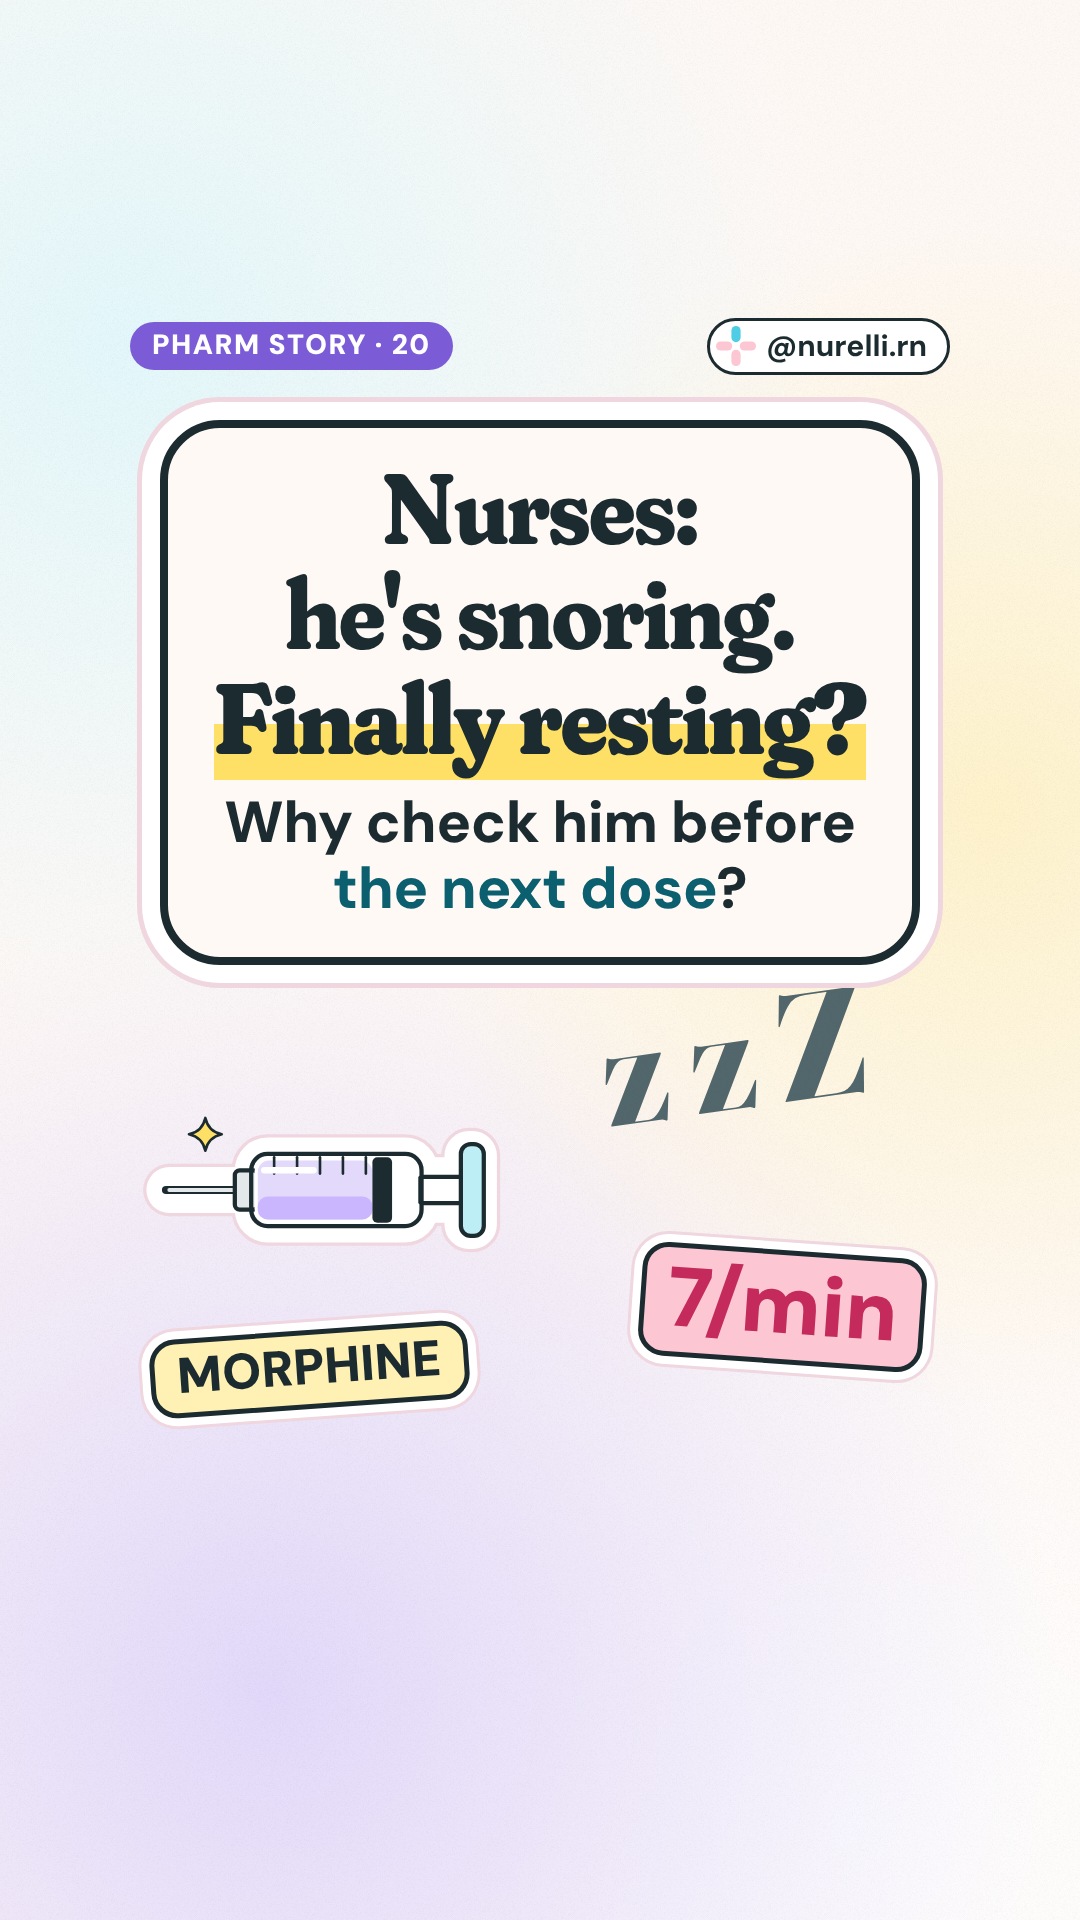 PHARM STORY · 20
@nurelli.rn
Nurses:
he's snoring.
Finally resting?
Why check him before
the next dose?
z z Z
MORPHINE
7/min